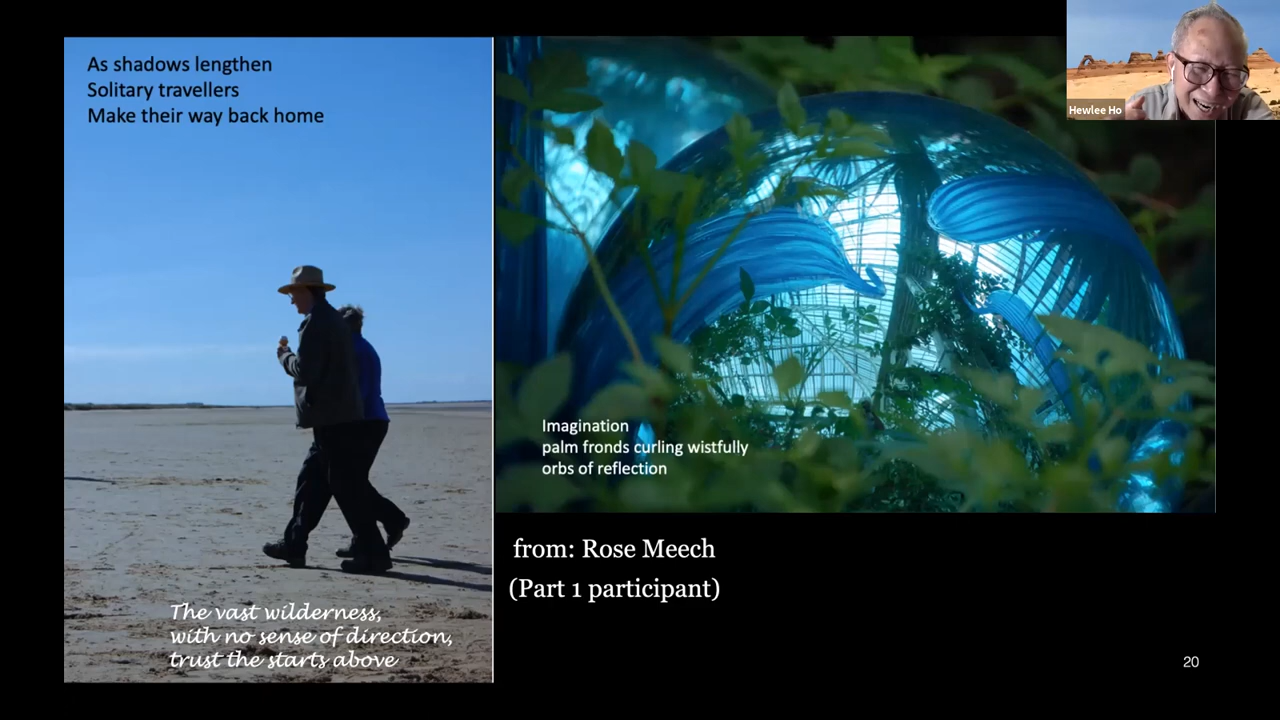 As shadows lengthen
Solitary travellers
Make their way back home
The vast wilderness,
with no sense of direction,
trust the starts above
Imagination
palm fronds curling wistfully
orbs of reflection
from: Rose Meech
(Part 1 participant)
20
Hewlee Ho